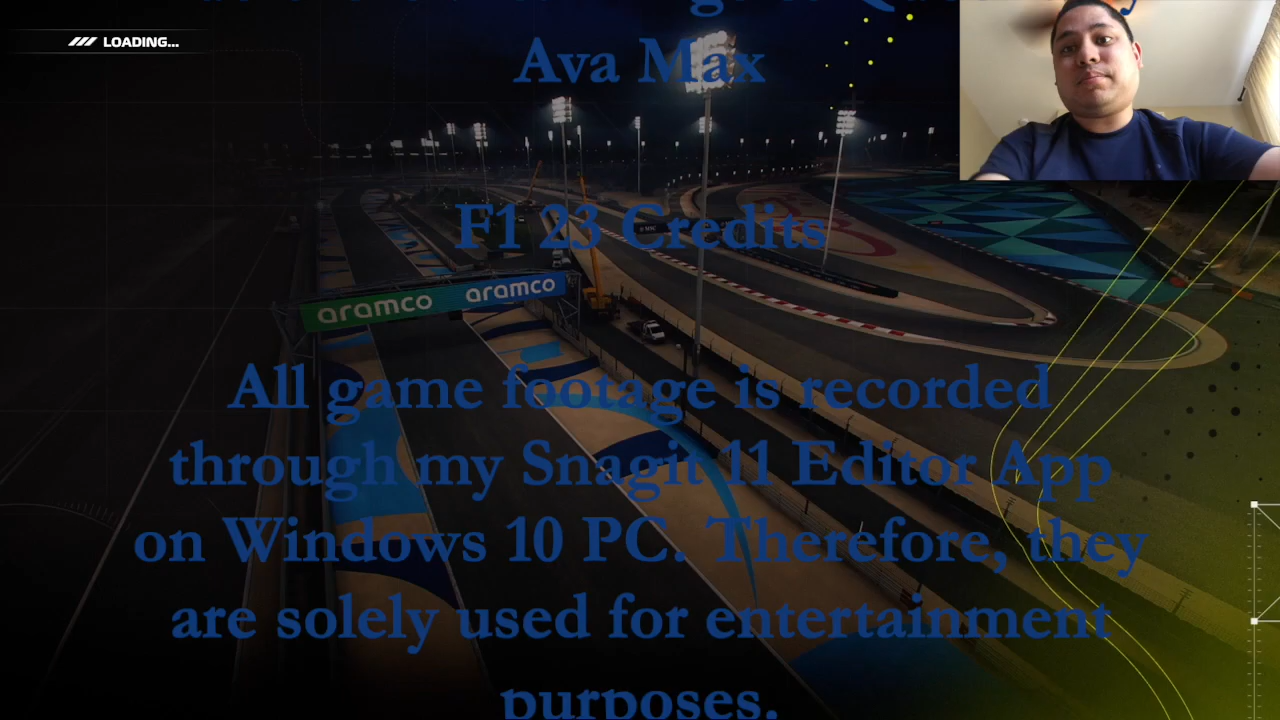 LOADING...
Ava Max
F1 23 Credits
aramco aramco
All game footage is recorded
through my Snagit 11 Editor App
on Windows 10 PC. Therefore, they
are solely used for entertainment
purposes.